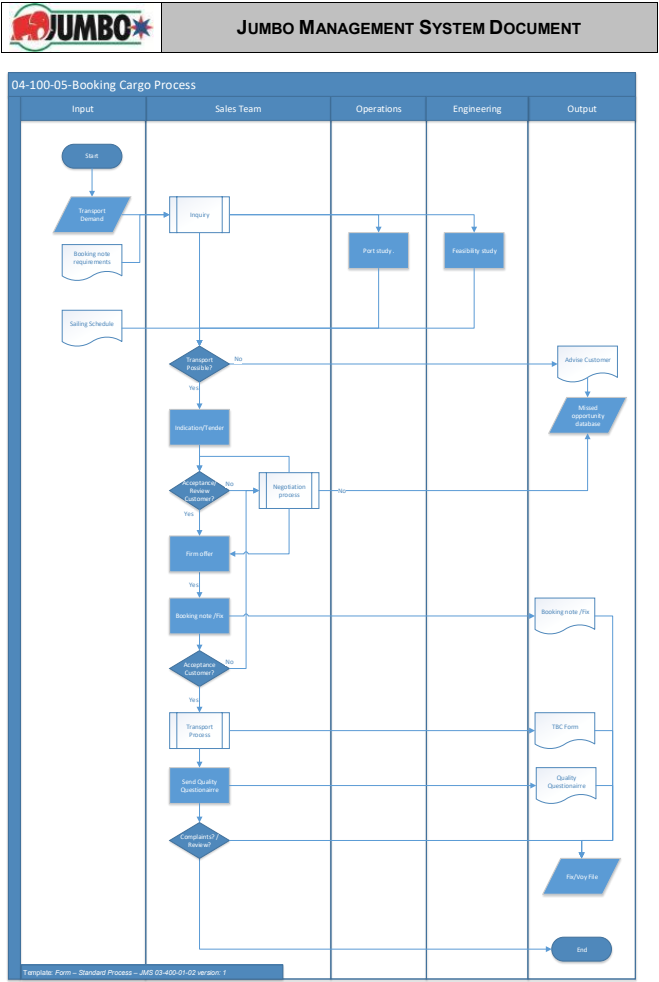 JUMBO
JUMBO MANAGEMENT SYSTEM DOCUMENT
04-100-05-Booking Cargo Process
Input
Sales Team
Operations
Engineering
Output
Start
Transport
Demand
Inquiry
Booking note
requirements
Port study.
Feasibility study
Sailing Schedule
Transport
Possible?
No
Advise Customer
Yes
Missed
opportunity
database
Indication/Tender
Acceptance/
Review
Customer?
No
Negotiation
process
No
Yes
Firm offer
Yes
Booking note /Fix
Booking note /Fix
Acceptance
Customer?
No
Yes
Transport
Process
TBC Form
Send Quality
Questionairre
Quality
Questionairre
Complaints? /
Review?
Fix/Voy File
End
Template: Form – Standard Process – JMS 03-400-01-02 version: 1